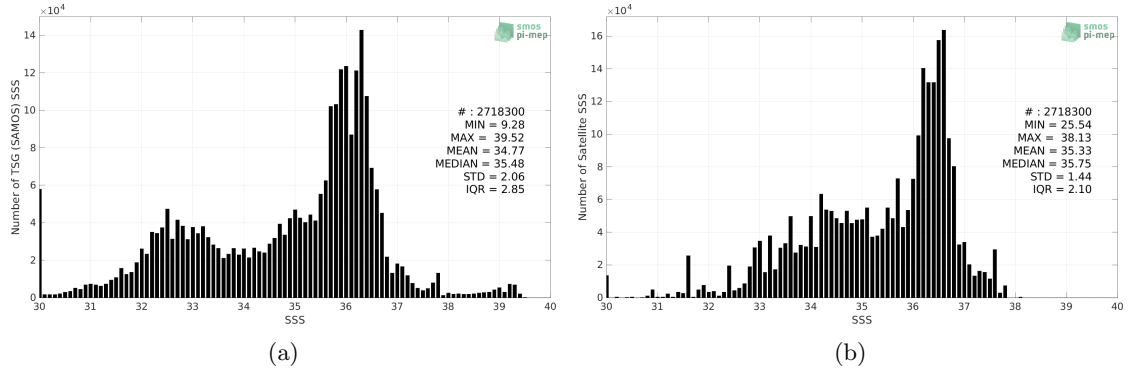 ×10⁴
14
12
10
8
6
4
2
0
Number of TSG (SAMOS) SSS
30 31 32 33 34 35 36 37 38 39 40
SSS
smos
pi-mep
# : 2718300
MIN = 9.28
MAX = 39.52
MEAN = 34.77
MEDIAN = 35.48
STD = 2.06
IQR = 2.85
(a)
×10⁴
16
14
12
10
8
6
4
2
0
Number of Satellite SSS
30 31 32 33 34 35 36 37 38 39 40
SSS
smos
pi-mep
# : 2718300
MIN = 25.54
MAX = 38.13
MEAN = 35.33
MEDIAN = 35.75
STD = 1.44
IQR = 2.10
(b)